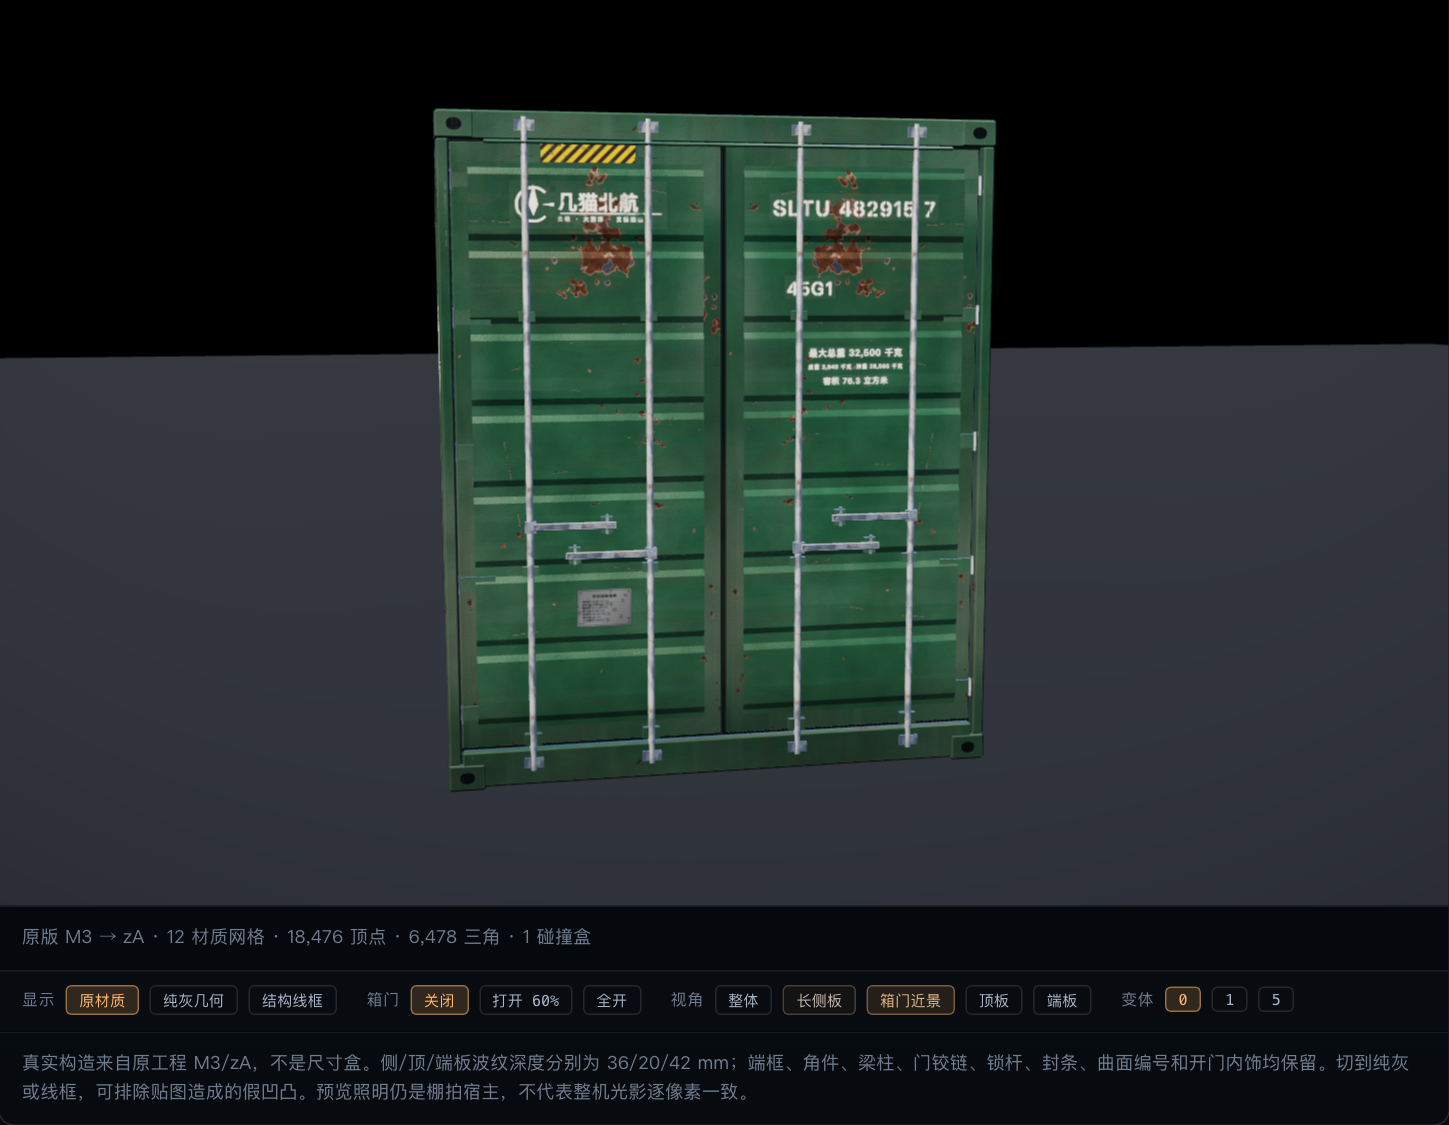 几猫北航
SLTU 482915 7
45G1
最大总重 32,500 千克
容积 76.3 立方米
原版 M3 → zA · 12 材质网格 · 18,476 顶点 · 6,478 三角 · 1 碰撞盒
显示 原材质 纯灰几何 结构线框 箱门 关闭 打开 60% 全开 视角 整体 长侧板 箱门近景 顶板 端板 变体 0 1 5
真实构造来自原工程 M3/zA，不是尺寸盒。侧/顶/端板波纹深度分别为 36/20/42 mm；端框、角件、梁柱、门铰链、锁杆、封条、曲面编号和开门内饰均保留。切到纯灰
或线框，可排除贴图造成的假凹凸。预览照明仍是棚拍宿主，不代表整机光影逐像素一致。